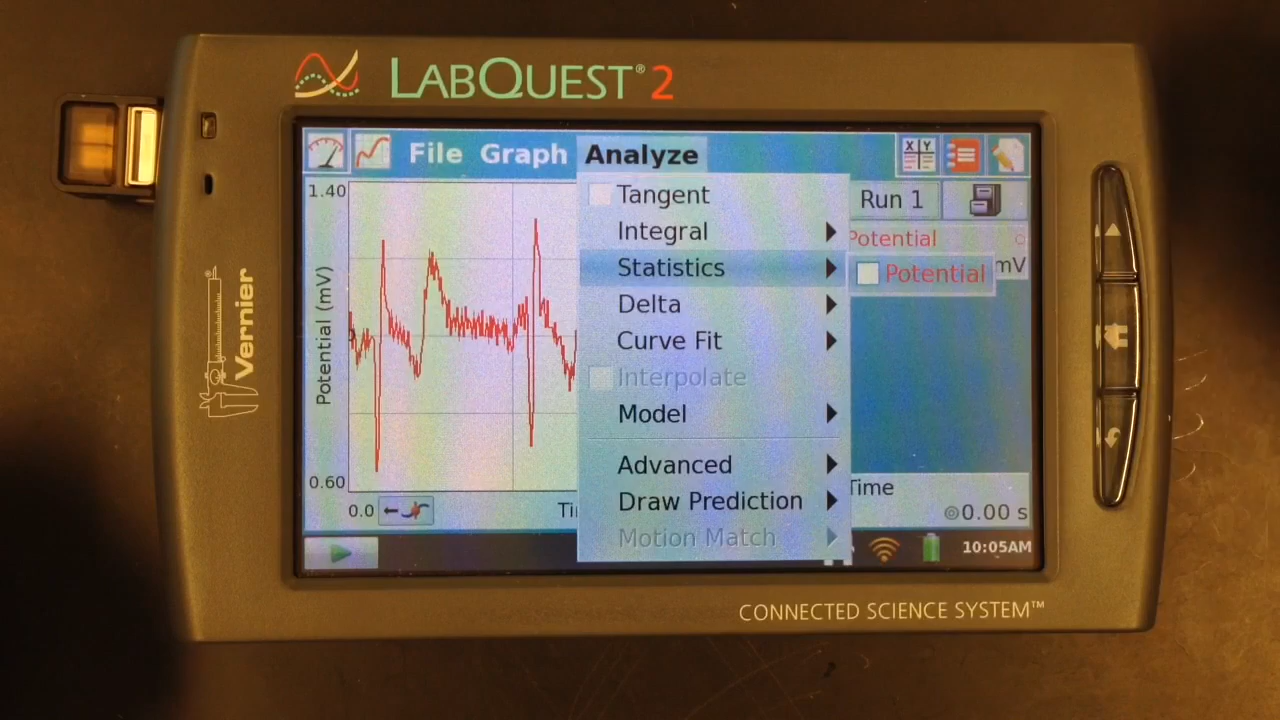 LABQUEST® 2
File Graph Analyze
X Y
1.40
Tangent
Run 1
Integral
Potential
Statistics
Potential
mV
Delta
Potential (mV)
Curve Fit
Interpolate
Model
Vernier
Advanced
0.60
Time
Draw Prediction
0.0
0.00 s
Motion Match
10:05AM
CONNECTED SCIENCE SYSTEM™